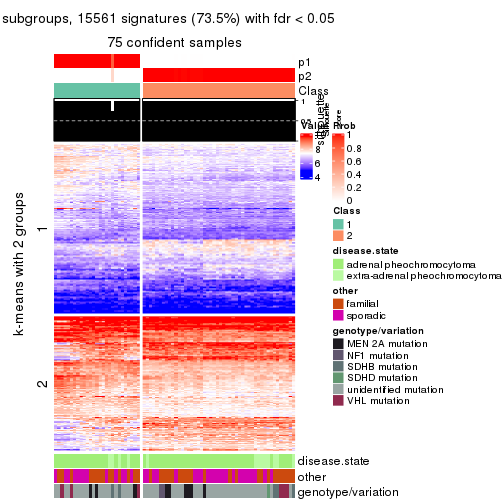 subgroups, 15561 signatures (73.5%) with fdr < 0.05
75 confident samples
p1
p2
Class
silhouette
1
0.5
Value
8
6
4
Prob
1
0.8
0.6
0.4
0.2
0
Class
1
2
disease.state
adrenal pheochromocytoma
extra-adrenal pheochromocytoma
other
familial
sporadic
genotype/variation
MEN 2A mutation
NF1 mutation
SDHB mutation
SDHD mutation
unidentified mutation
VHL mutation
k-means with 2 groups
1
2
disease.state
other
genotype/variation